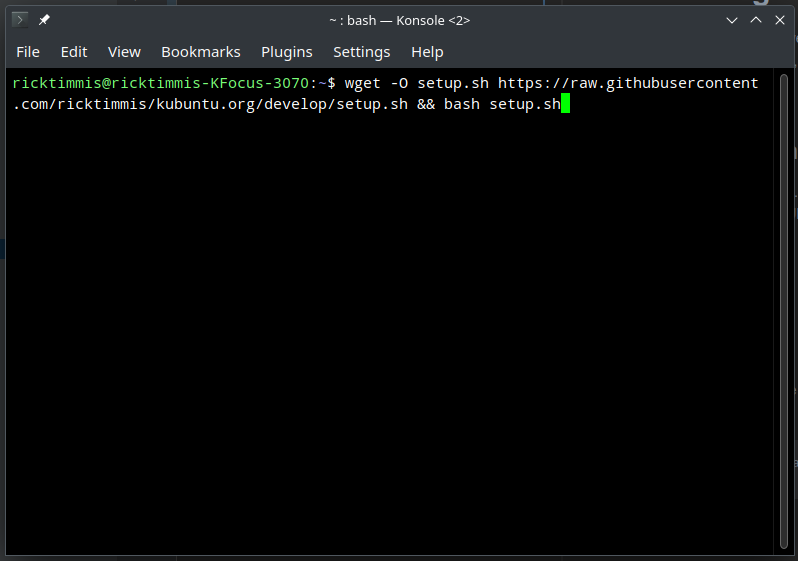 ~ : bash — Konsole <2>
File Edit View Bookmarks Plugins Settings Help
ricktimmis@ricktimmis-KFocus-3070:~$ wget -O setup.sh https://raw.githubusercontent
.com/ricktimmis/kubuntu.org/develop/setup.sh && bash setup.sh